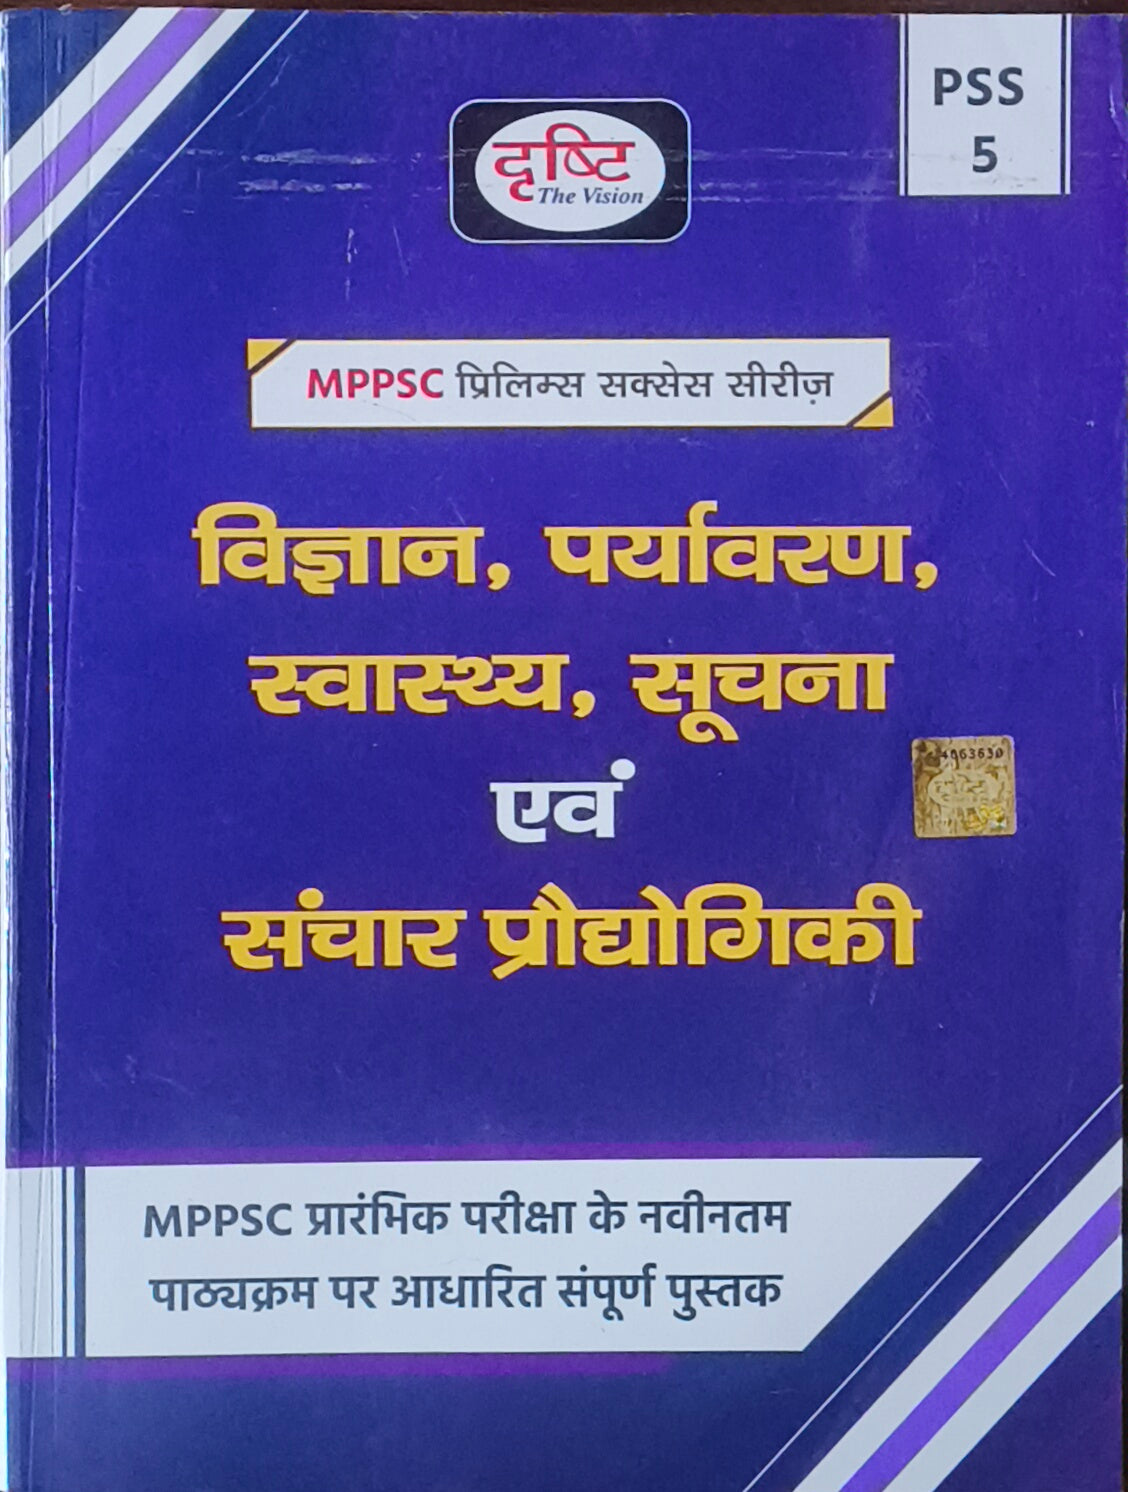 PSS
5
दृष्टि
The Vision
MPPSC प्रिलिम्स सक्सेस सीरीज़
विज्ञान, पर्यावरण,
स्वास्थ्य, सूचना
एवं
संचार प्रौद्योगिकी
4063630
MPPSC प्रारंभिक परीक्षा के नवीनतम
पाठ्यक्रम पर आधारित संपूर्ण पुस्तक